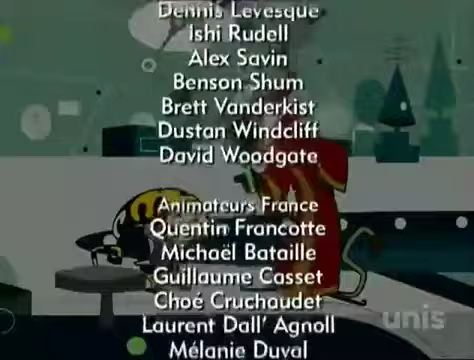 Dennis Levesque
Ishi Rudell
Alex Savin
Benson Shum
Brett Vanderkist
Dustan Windcliff
David Woodgate
Animateurs France
Quentin Francotte
Michaël Bataille
Guillaume Casset
Choé Cruchaudet
Laurent Dall' Agnoll
Mélanie Duval
unis